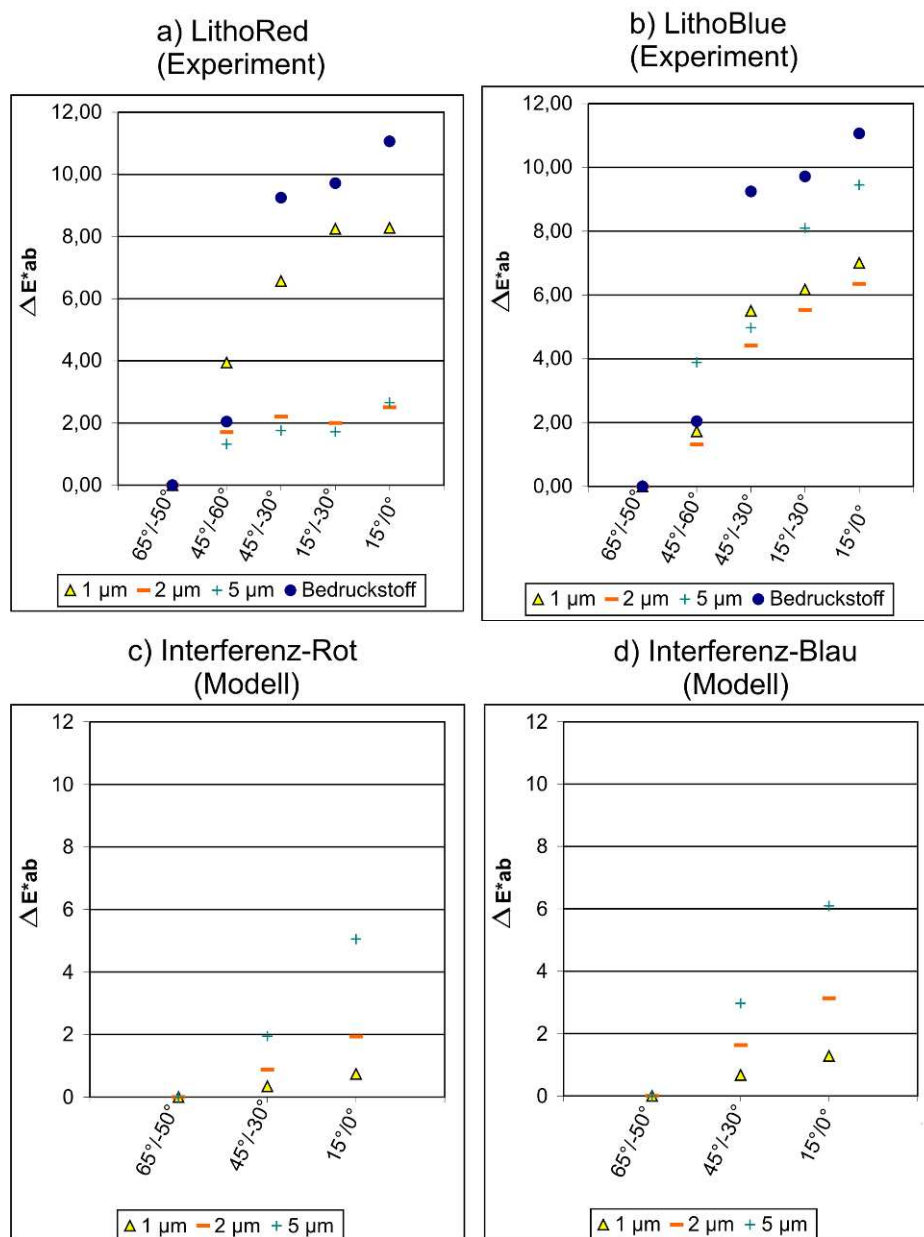 a) LithoRed
(Experiment)
12,00
10,00
8,00
6,00
4,00
2,00
0,00
△E*ab
65°/-50°
45°/-60°
45°/-30°
15°/-30°
15°/0°
1 µm 2 µm 5 µm Bedruckstoff
b) LithoBlue
(Experiment)
12,00
10,00
8,00
6,00
4,00
2,00
0,00
△E*ab
65°/-50°
45°/-60°
45°/-30°
15°/-30°
15°/0°
1 µm 2 µm 5 µm Bedruckstoff
c) Interferenz-Rot
(Modell)
12
10
8
6
4
2
0
△E*ab
65°/-50°
45°/-30°
15°/0°
1 µm 2 µm 5 µm
d) Interferenz-Blau
(Modell)
12
10
8
6
4
2
0
△E*ab
65°/-50°
45°/-30°
15°/0°
1 µm 2 µm 5 µm